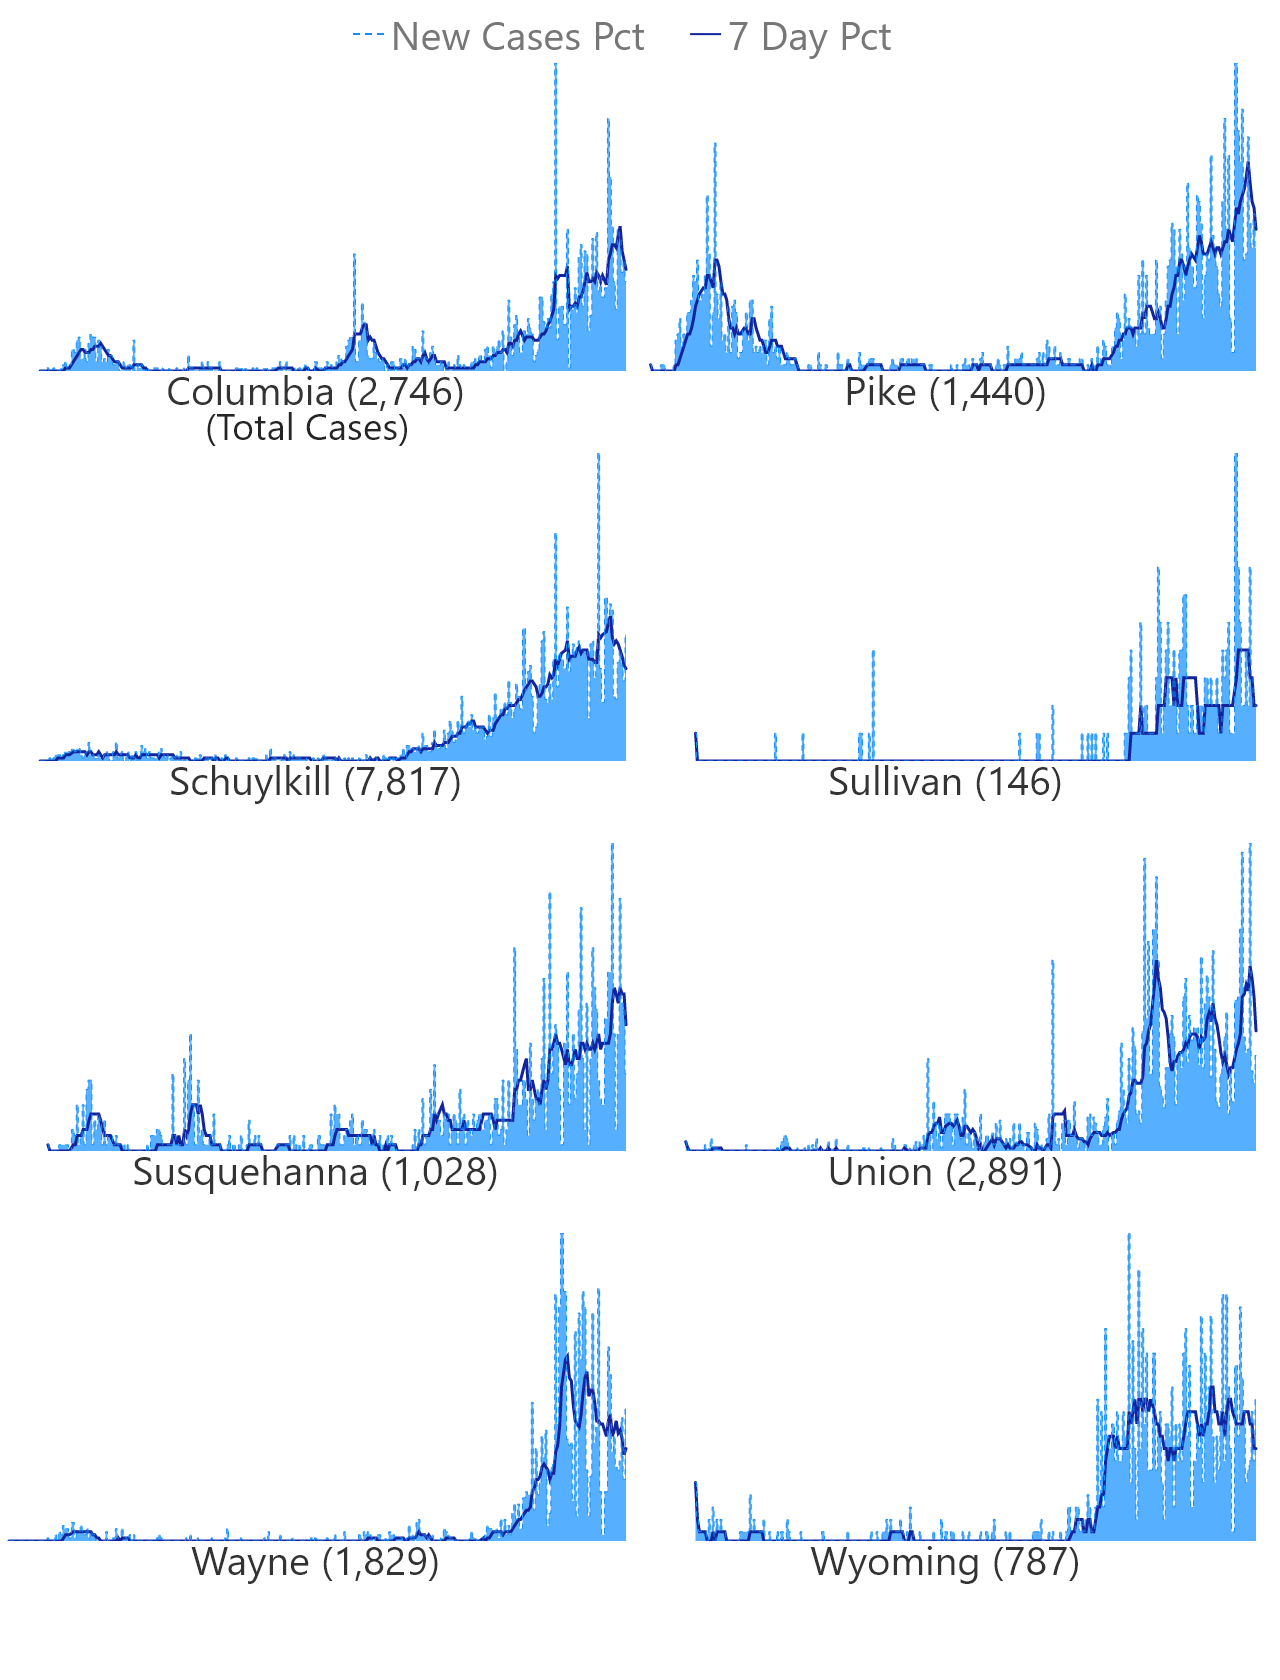 New Cases Pct 7 Day Pct
Columbia (2,746)
(Total Cases)
Pike (1,440)
Schuylkill (7,817)
Sullivan (146)
Susquehanna (1,028)
Union (2,891)
Wayne (1,829)
Wyoming (787)